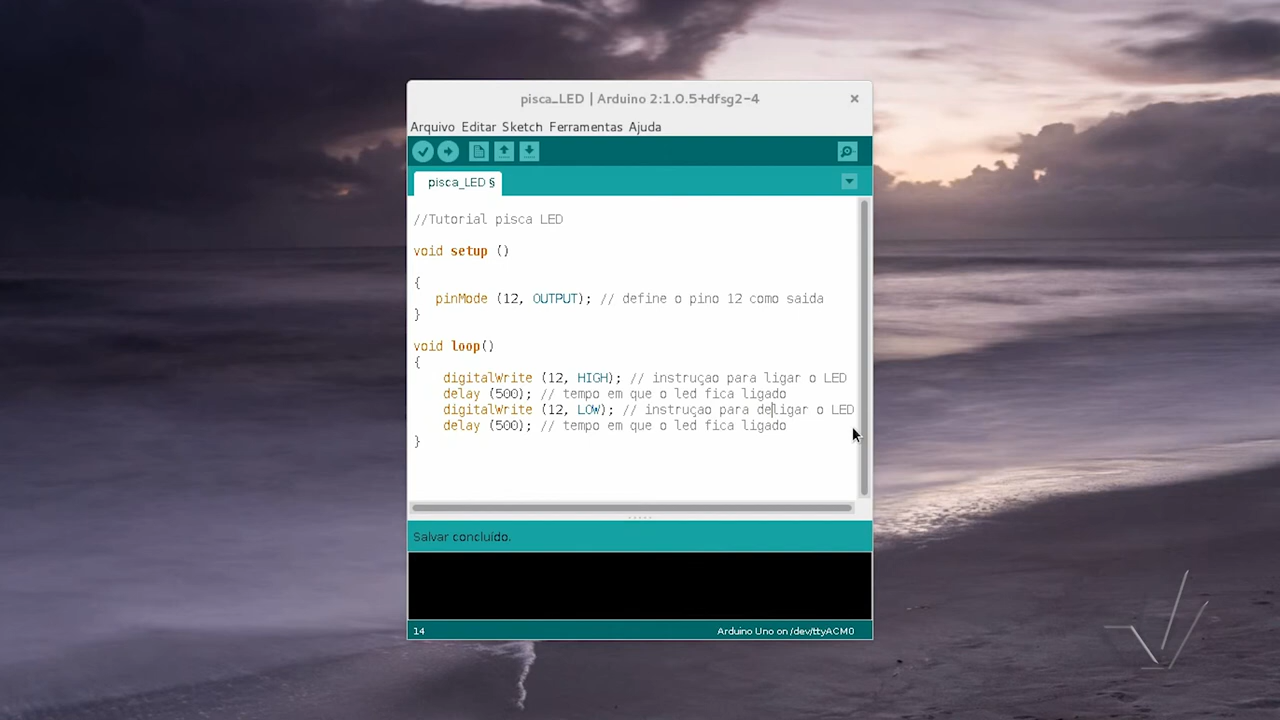 pisca_LED | Arduino 2:1.0.5+dfsg2-4
Arquivo Editar Sketch Ferramentas Ajuda
pisca_LED §
//Tutorial pisca LED
void setup ()
{
pinMode (12, OUTPUT); // define o pino 12 como saida
}
void loop()
{
digitalWrite (12, HIGH); // instruçao para ligar o LED
delay (500); // tempo em que o led fica ligado
digitalWrite (12, LOW); // instruçao para deligar o LED
delay (500); // tempo em que o led fica ligado
}
Salvar concluído.
14 Arduino Uno on /dev/ttyACM0